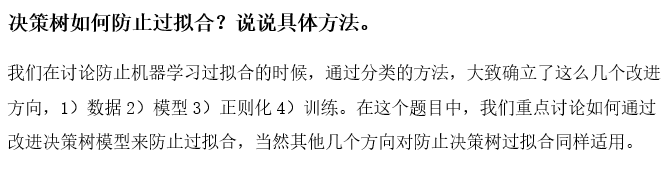 决策树如何防止过拟合？说说具体方法。
我们在讨论防止机器学习过拟合的时候，通过分类的方法，大致确立了这么几个改进
方向，1）数据 2）模型 3）正则化 4）训练。在这个题目中，我们重点讨论如何通过
改进决策树模型来防止过拟合，当然其他几个方向对防止决策树过拟合同样适用。